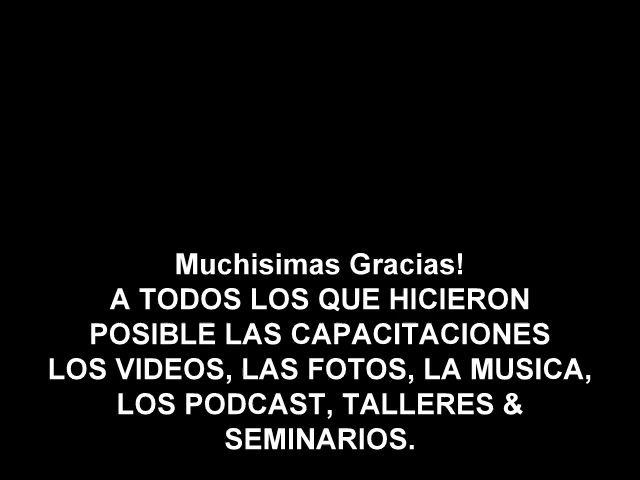 Muchisimas Gracias!
A TODOS LOS QUE HICIERON
POSIBLE LAS CAPACITACIONES
LOS VIDEOS, LAS FOTOS, LA MUSICA,
LOS PODCAST, TALLERES &
SEMINARIOS.